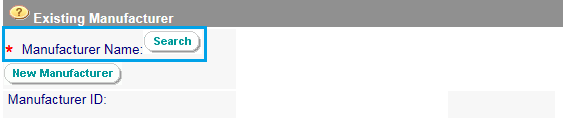 ? Existing Manufacturer
* Manufacturer Name: Search
New Manufacturer
Manufacturer ID: